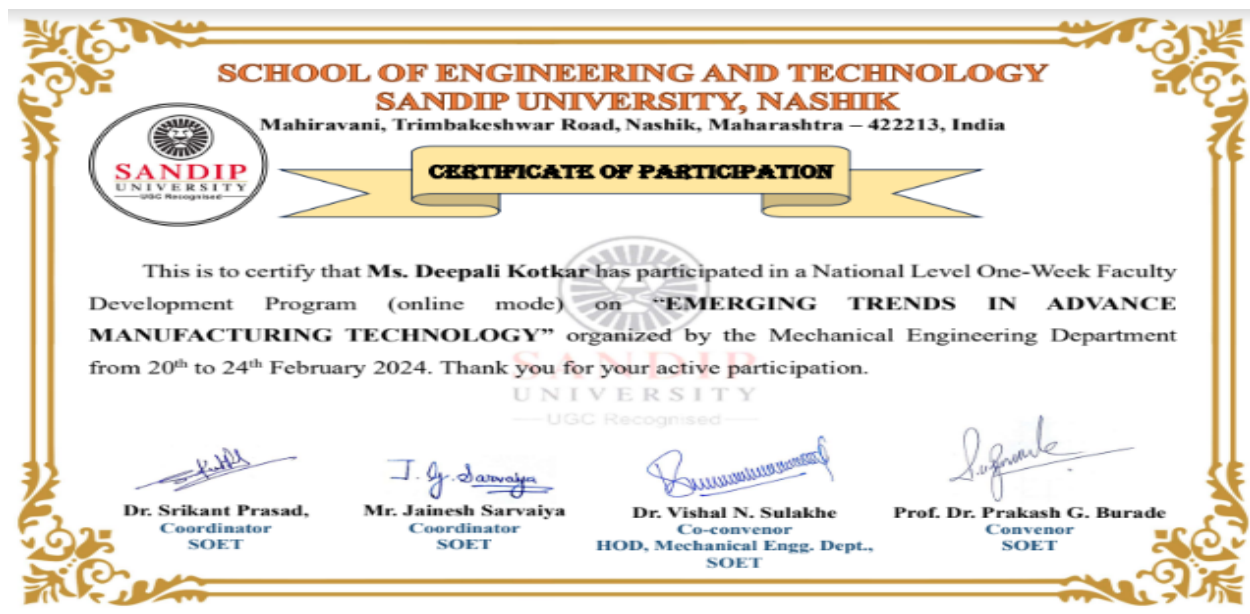 SCHOOL OF ENGINEERING AND TECHNOLOGY
SANDIP UNIVERSITY, NASHIK
Mahiravani, Trimbakeshwar Road, Nashik, Maharashtra – 422213, India
SANDIP
UNIVERSITY
UGC Recognised
CERTIFICATE OF PARTICIPATION
This is to certify that Ms. Deepali Kotkar has participated in a National Level One-Week Faculty
Development Program (online mode) on “EMERGING TRENDS IN ADVANCE
MANUFACTURING TECHNOLOGY” organized by the Mechanical Engineering Department
from 20th to 24th February 2024. Thank you for your active participation.
SANDIP
UNIVERSITY
UGC Recognised
J. G. Sarvaiya
Dr. Srikant Prasad,
Coordinator
SOET
Mr. Jainesh Sarvaiya
Coordinator
SOET
Dr. Vishal N. Sulakhe
Co-convenor
HOD, Mechanical Engg. Dept.,
SOET
Prof. Dr. Prakash G. Burade
Convenor
SOET